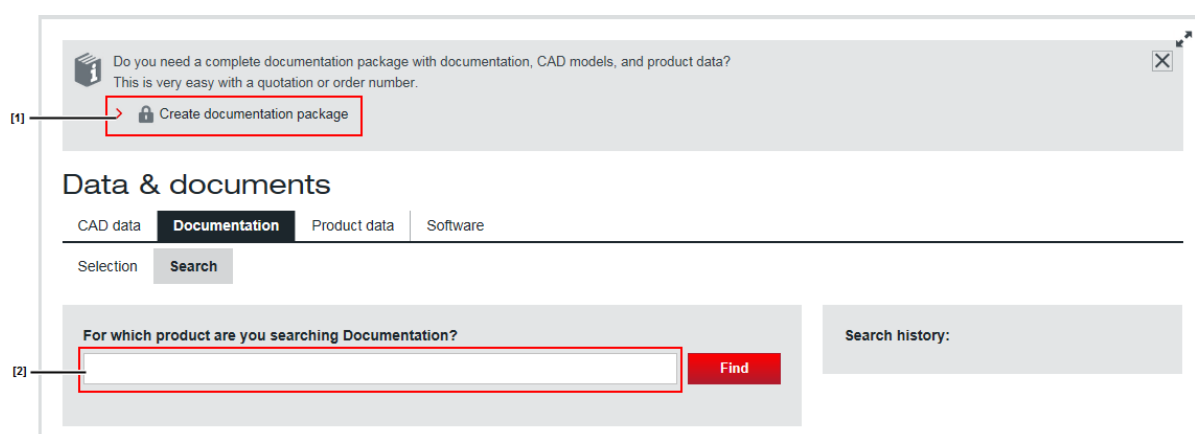 Do you need a complete documentation package with documentation, CAD models, and product data?
This is very easy with a quotation or order number.
[1]
Create documentation package
Data & documents
CAD data Documentation Product data Software
Selection Search
For which product are you searching Documentation?
Search history:
[2]
Find